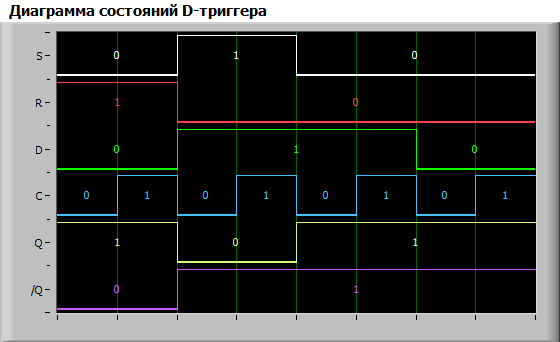 Диаграмма состояний D-триггера
S 0 1 0
R 1 0
D 0 1 0
C 0 1 0 1 0 1 0 1
Q 1 0 1
/Q 0 1